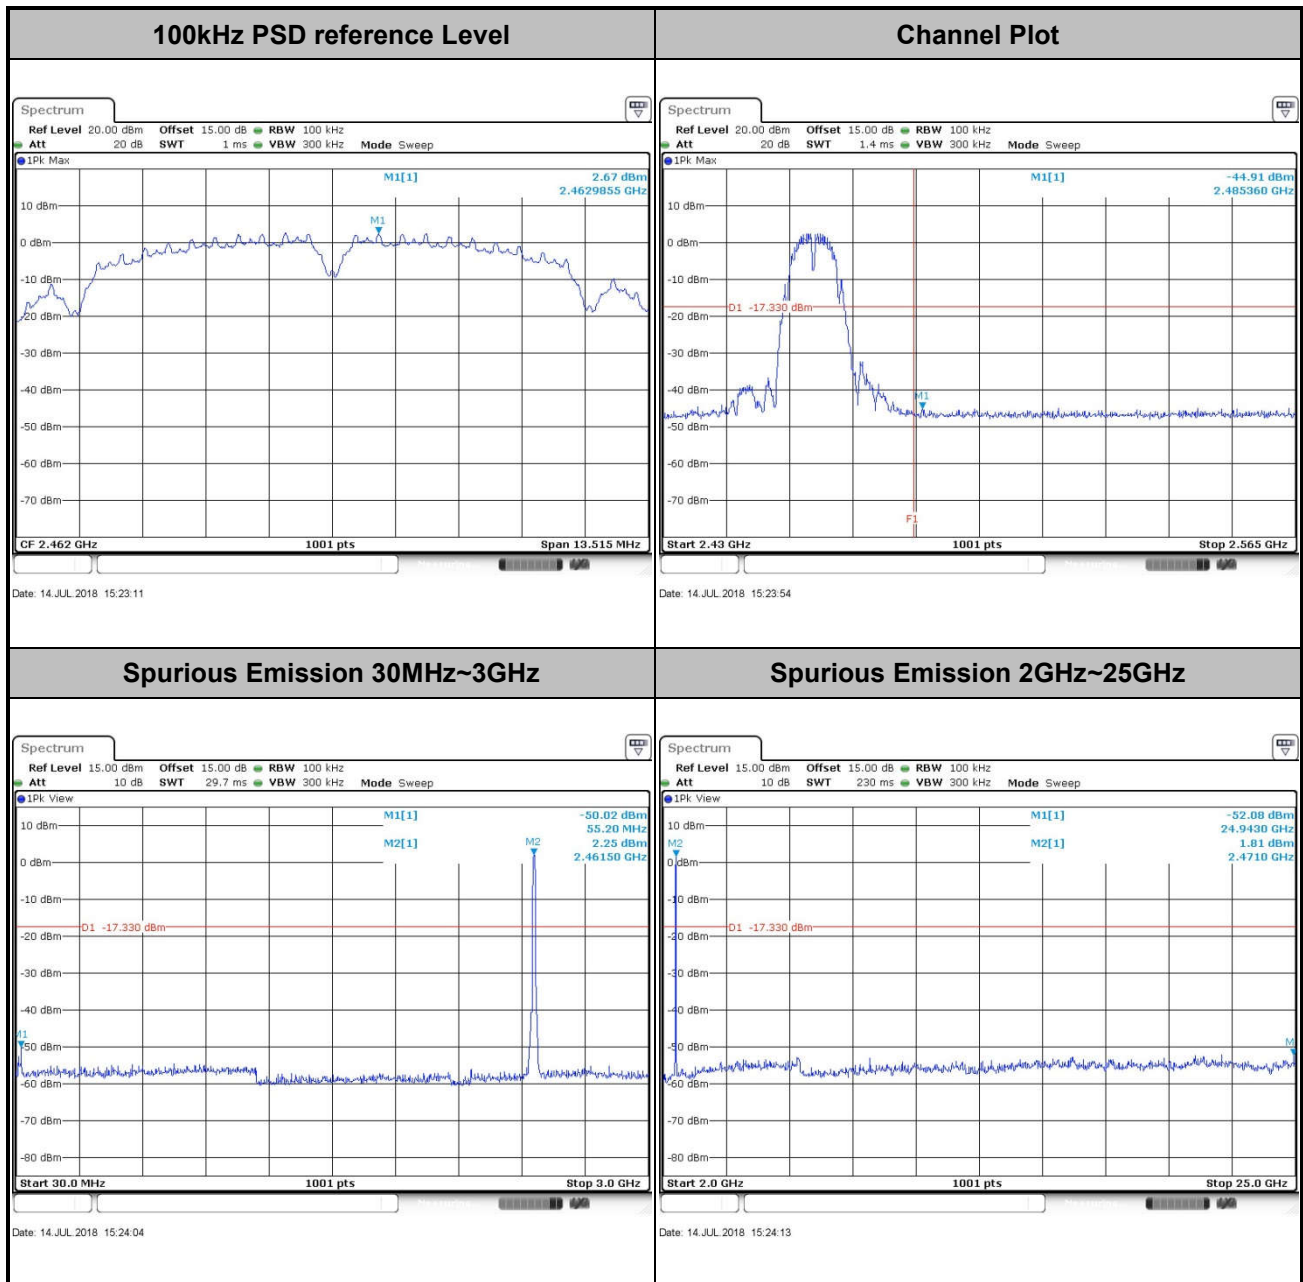 100kHz PSD reference Level
Spectrum
Ref Level 20.00 dBm Offset 15.00 dB RBW 100 kHz
Att 20 dB SWT 1 ms VBW 300 kHz Mode Sweep
1Pk Max
M1[1] 2.67 dBm
2.4629855 GHz
10 dBm
M1
0 dBm
-10 dBm
-20 dBm
-30 dBm
-40 dBm
-50 dBm
-60 dBm
-70 dBm
CF 2.462 GHz 1001 pts Span 13.515 MHz
Date: 14.JUL.2018 15:23:11
Channel Plot
Spectrum
Ref Level 20.00 dBm Offset 15.00 dB RBW 100 kHz
Att 20 dB SWT 1.4 ms VBW 300 kHz Mode Sweep
1Pk Max
M1[1] -44.91 dBm
2.485360 GHz
10 dBm
0 dBm
-10 dBm
D1 -17.330 dBm
-20 dBm
-30 dBm
-40 dBm
M1
-50 dBm
-60 dBm
-70 dBm
F1
Start 2.43 GHz 1001 pts Stop 2.565 GHz
Date: 14.JUL.2018 15:23:54
Spurious Emission 30MHz~3GHz
Spectrum
Ref Level 15.00 dBm Offset 15.00 dB RBW 100 kHz
Att 10 dB SWT 29.7 ms VBW 300 kHz Mode Sweep
1Pk View
M1[1] -50.02 dBm
55.20 MHz
10 dBm
M2[1] M2 2.25 dBm
2.46150 GHz
0 dBm
-10 dBm
D1 -17.330 dBm
-20 dBm
-30 dBm
-40 dBm
M1
-50 dBm
-60 dBm
-70 dBm
-80 dBm
Start 30.0 MHz 1001 pts Stop 3.0 GHz
Date: 14.JUL.2018 15:24:04
Spurious Emission 2GHz~25GHz
Spectrum
Ref Level 15.00 dBm Offset 15.00 dB RBW 100 kHz
Att 10 dB SWT 230 ms VBW 300 kHz Mode Sweep
1Pk View
M1[1] -52.08 dBm
24.9430 GHz
10 dBm
M2 M2[1] 1.81 dBm
2.4710 GHz
0 dBm
-10 dBm
D1 -17.330 dBm
-20 dBm
-30 dBm
-40 dBm
M
-50 dBm
-60 dBm
-70 dBm
-80 dBm
Start 2.0 GHz 1001 pts Stop 25.0 GHz
Date: 14.JUL.2018 15:24:13